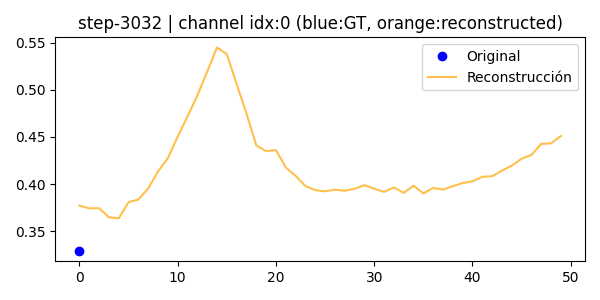 step-3032 | channel idx:0 (blue:GT, orange:reconstructed)
Original
Reconstrucción
0.55
0.50
0.45
0.40
0.35
0 10 20 30 40 50